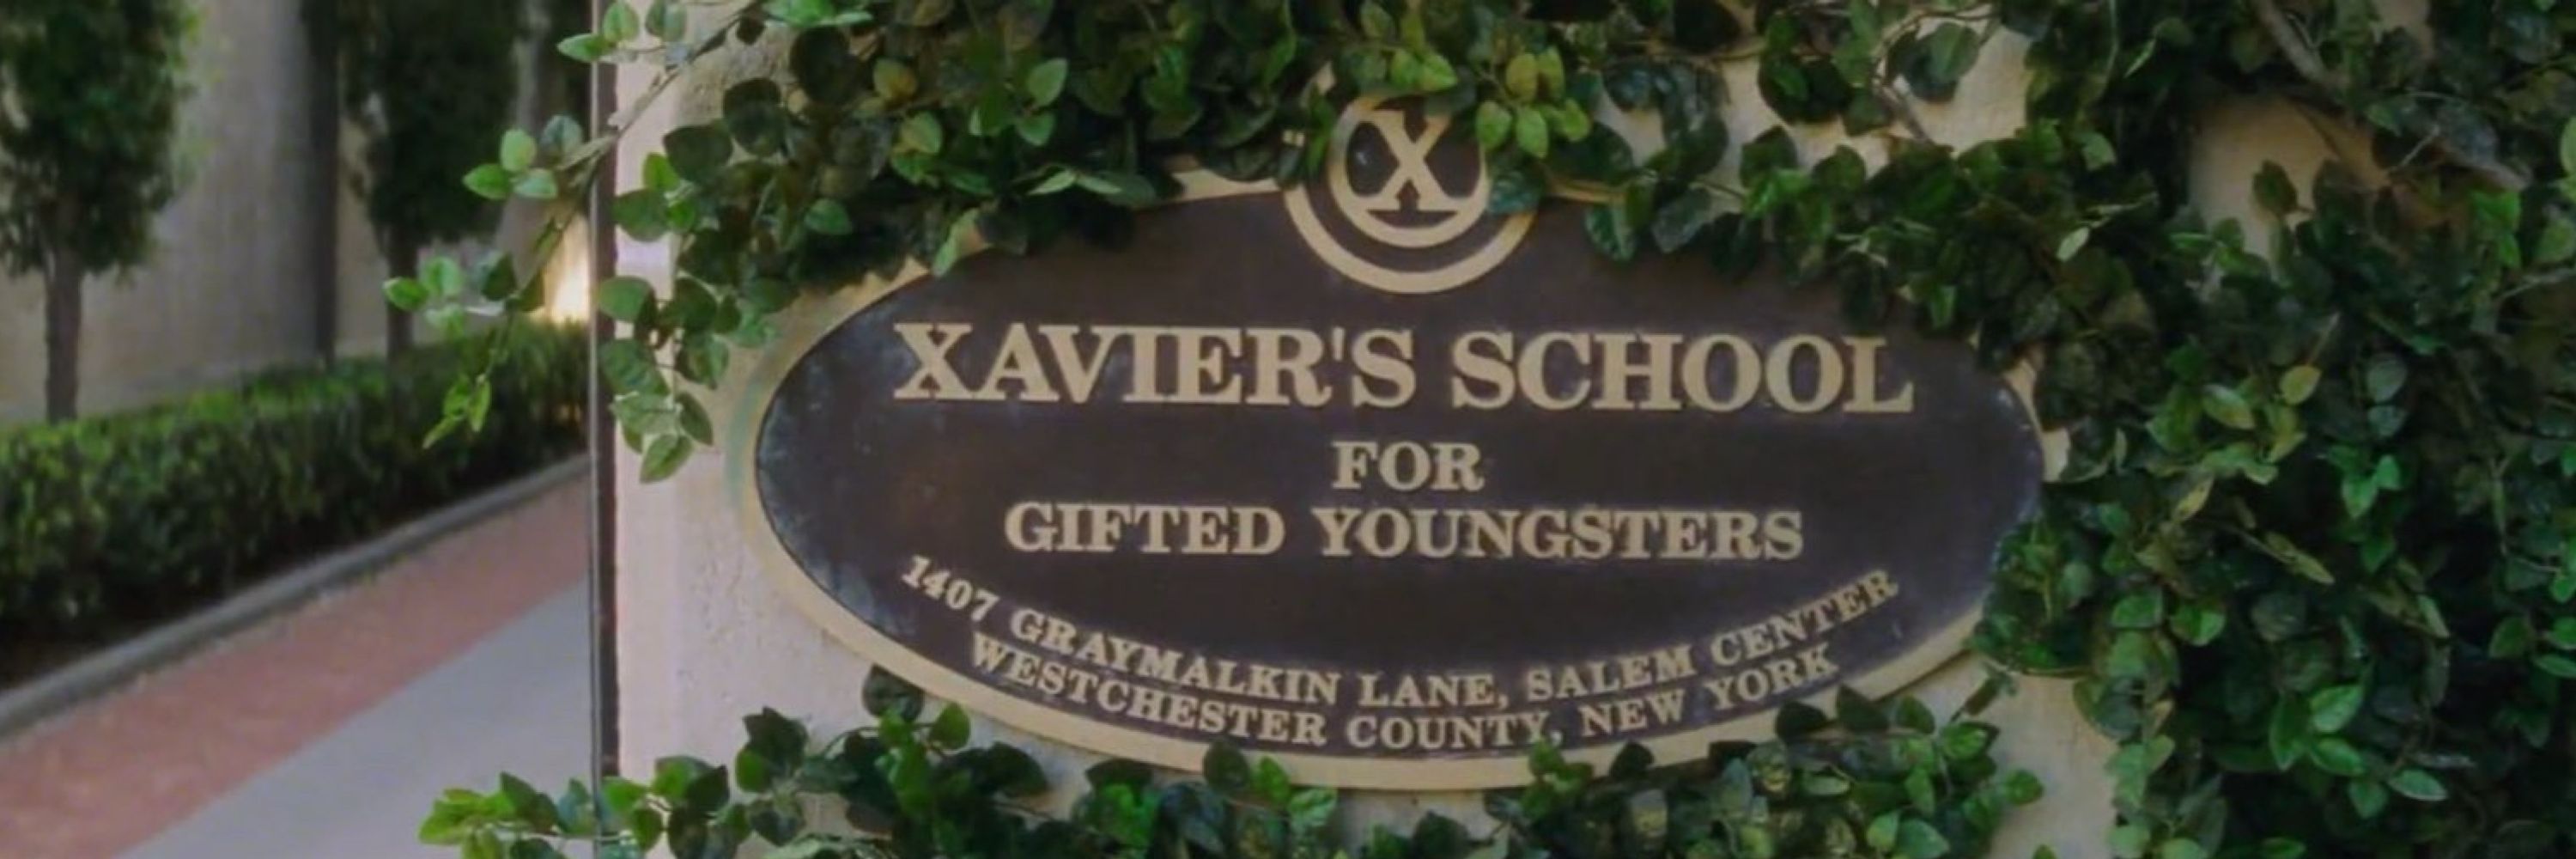 X
XAVIER'S SCHOOL
FOR
GIFTED YOUNGSTERS
1407 GRAYMALKIN LANE, SALEM CENTER
WESTCHESTER COUNTY, NEW YORK